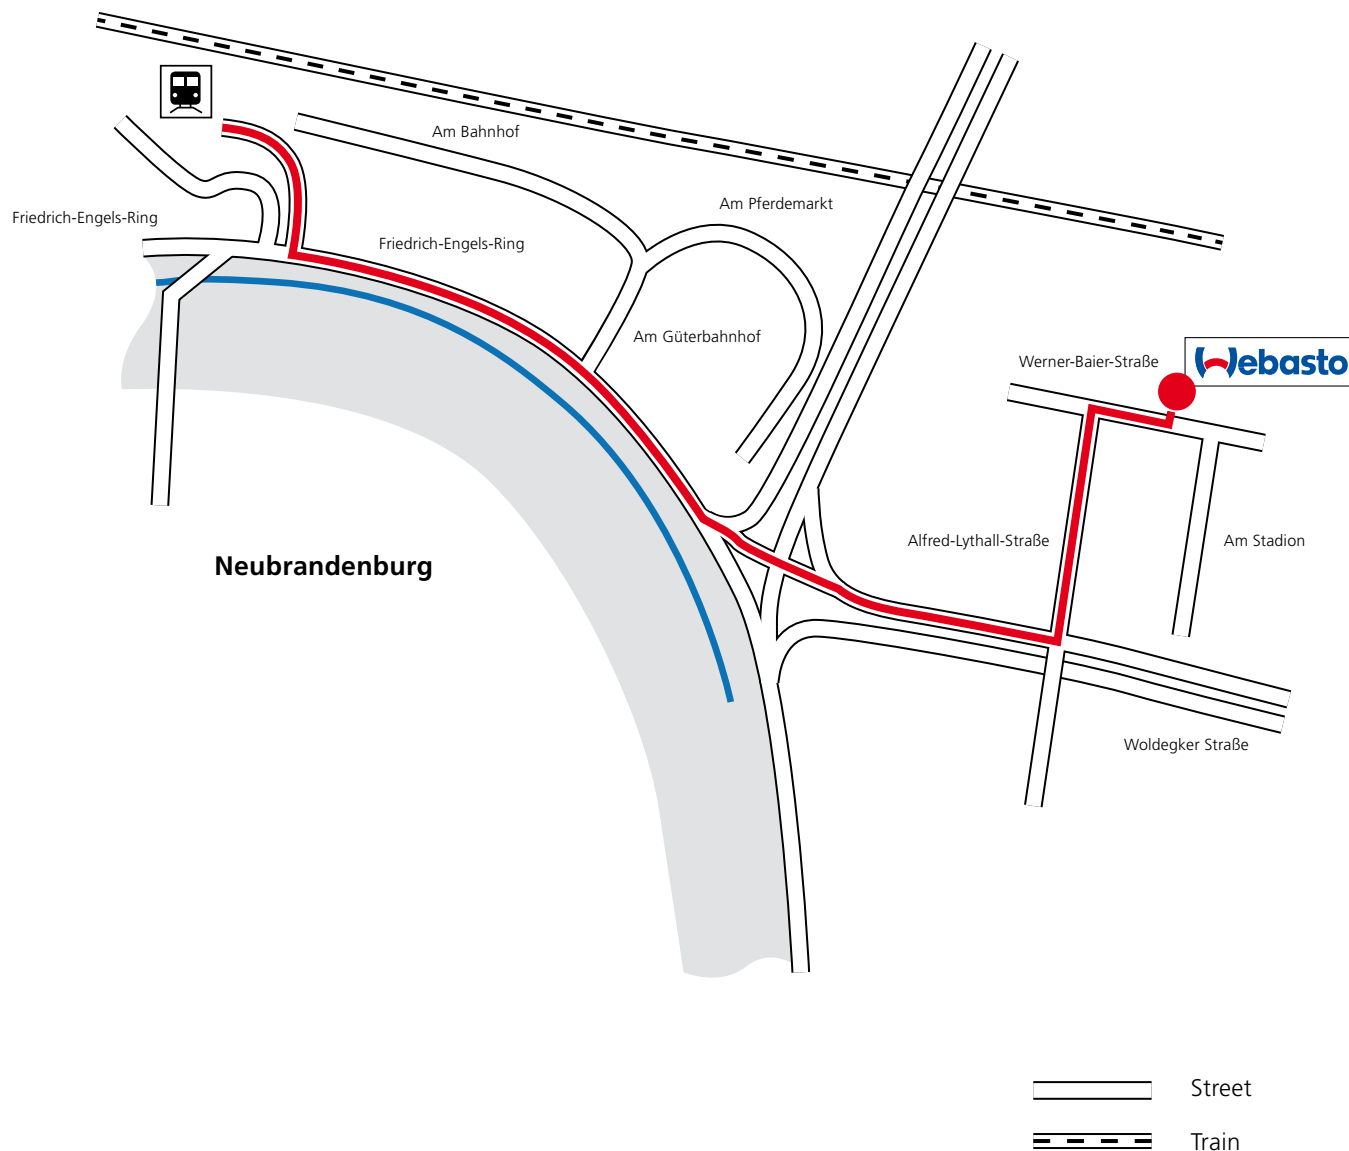 Am Bahnhof
Am Pferdemarkt
Friedrich-Engels-Ring
Friedrich-Engels-Ring
Am Güterbahnhof
Werner-Baier-Straße
Webasto
Alfred-Lythall-Straße
Am Stadion
Neubrandenburg
Woldegker Straße
Street
Train